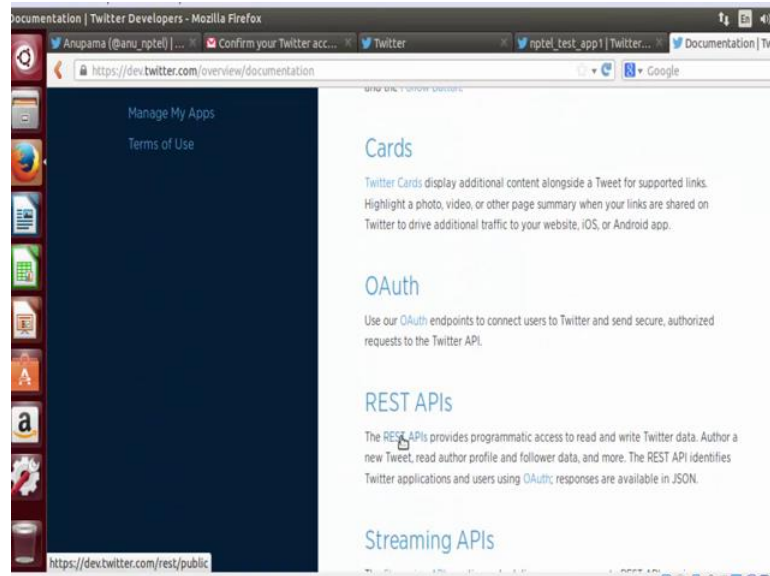 Documentation | Twitter Developers - Mozilla Firefox
En
Anupama (@anu_nptel) | ...
Confirm your Twitter acc...
Twitter
nptel_test_app1 | Twitter...
Documentation | Tw
https://dev.twitter.com/overview/documentation
Google
Manage My Apps
Terms of Use
Cards
Twitter Cards display additional content alongside a Tweet for supported links.
Highlight a photo, video, or other page summary when your links are shared on
Twitter to drive additional traffic to your website, iOS, or Android app.
OAuth
Use our OAuth endpoints to connect users to Twitter and send secure, authorized
requests to the Twitter API.
REST APIs
The REST APIs provides programmatic access to read and write Twitter data. Author a
new Tweet, read author profile and follower data, and more. The REST API identifies
Twitter applications and users using OAuth; responses are available in JSON.
Streaming APIs
https://dev.twitter.com/rest/public